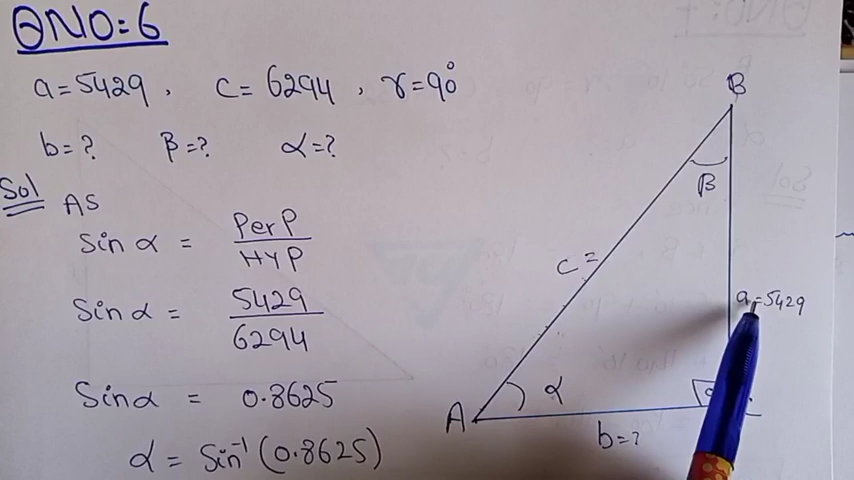 QNO:6
a=5429, c=6294, γ=90°
b=? β=? α=?
Sol
AS
Sin α = PerP / HYP
Sin α = 5429 / 6294
Sin α = 0.8625
α = Sin⁻¹(0.8625)
B
β
c=
a=5429
A
α
b=?